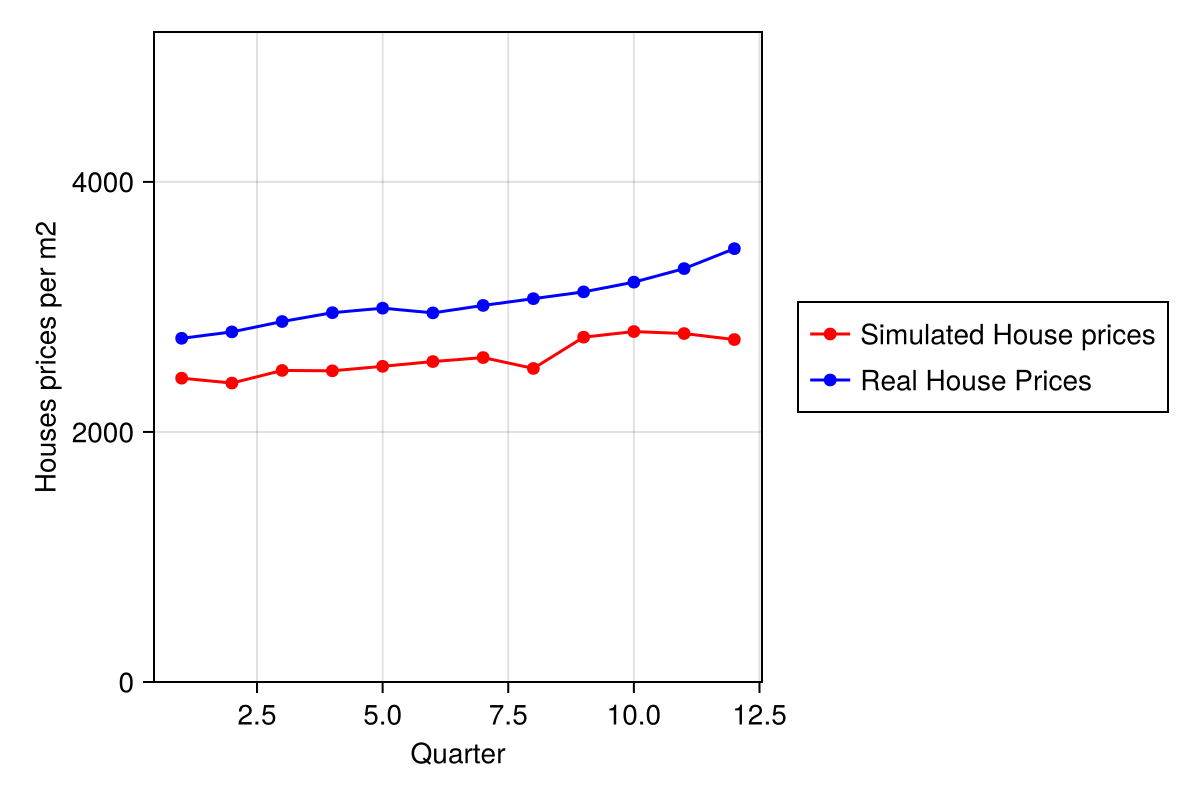 4000
2000
0
Houses prices per m2
2.5 5.0 7.5 10.0 12.5
Quarter
Simulated House prices
Real House Prices